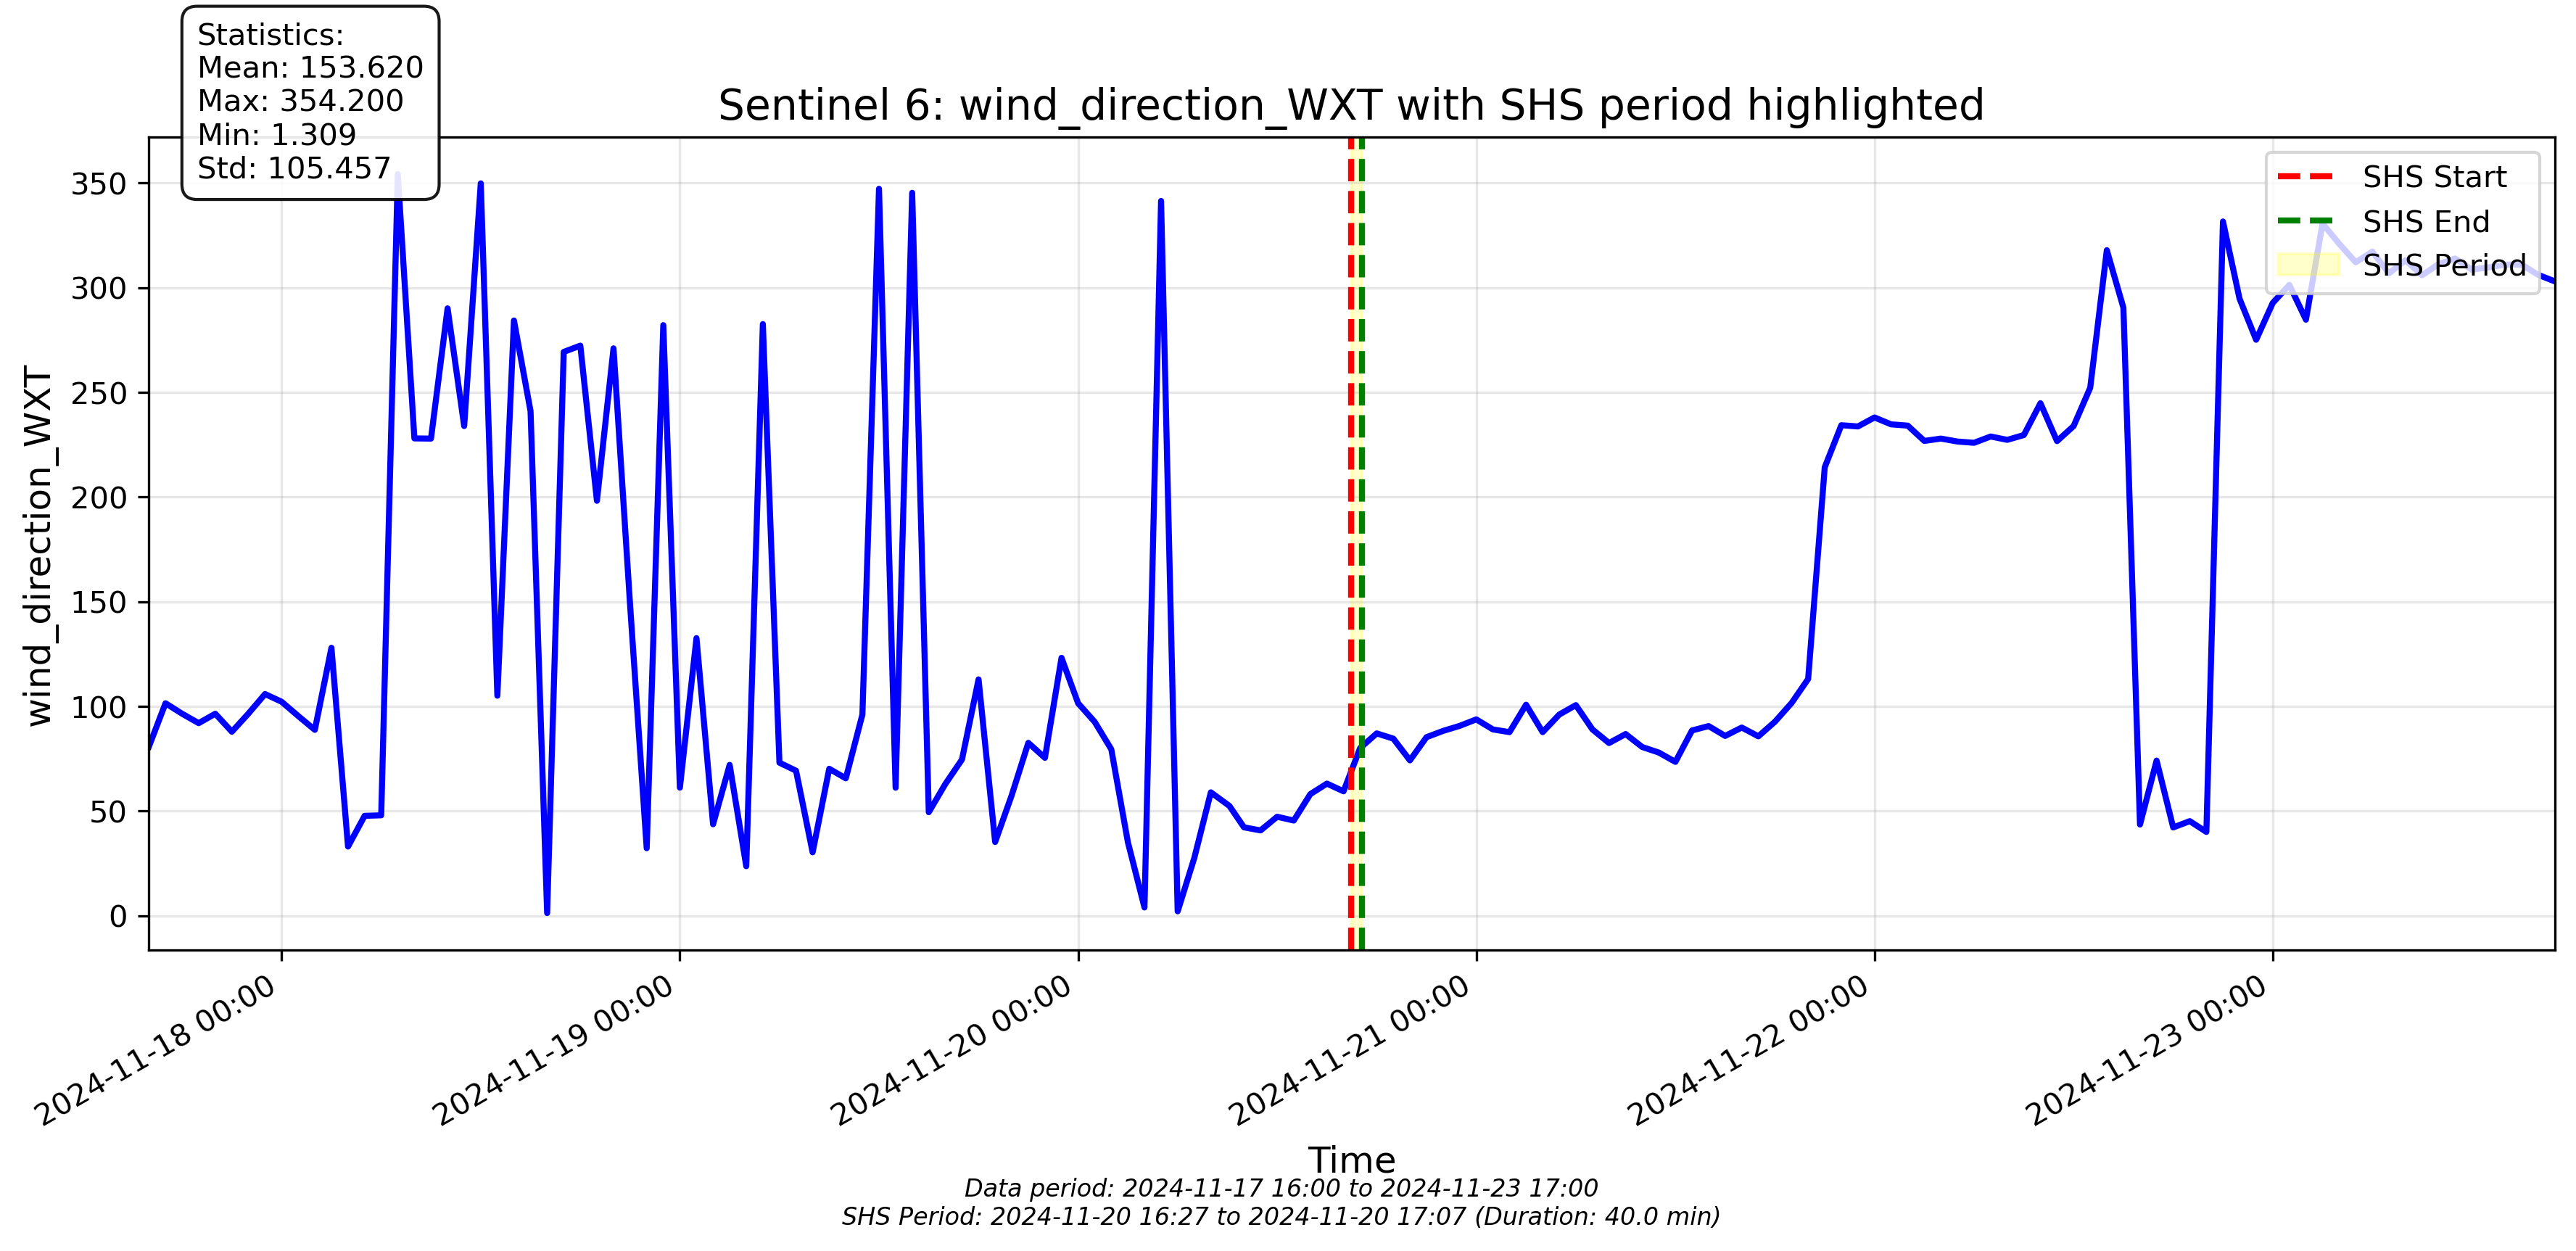 Statistics:
Mean: 153.620
Max: 354.200
Min: 1.309
Std: 105.457
Sentinel 6: wind_direction_WXT with SHS period highlighted
SHS Start
SHS End
SHS Period
wind_direction_WXT
350
300
250
200
150
100
50
0
2024-11-18 00:00
2024-11-19 00:00
2024-11-20 00:00
2024-11-21 00:00
2024-11-22 00:00
2024-11-23 00:00
Time
Data period: 2024-11-17 16:00 to 2024-11-23 17:00
SHS Period: 2024-11-20 16:27 to 2024-11-20 17:07 (Duration: 40.0 min)